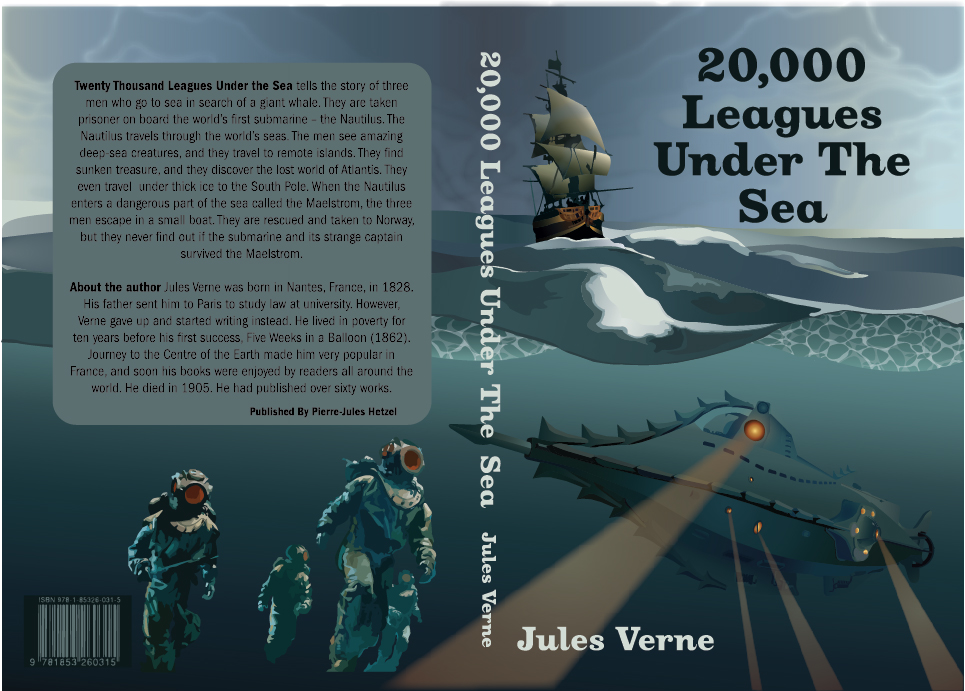 Twenty Thousand Leagues Under the Sea tells the story of three
men who go to sea in search of a giant whale. They are taken
prisoner on board the world's first submarine – the Nautilus. The
Nautilus travels through the world's seas. The men see amazing
deep-sea creatures, and they travel to remote islands. They find
sunken treasure, and they discover the lost world of Atlantis. They
even travel under thick ice to the South Pole. When the Nautilus
enters a dangerous part of the sea called the Maelstrom, the three
men escape in a small boat. They are rescued and taken to Norway,
but they never find out if the submarine and its strange captain
survived the Maelstrom.
About the author Jules Verne was born in Nantes, France, in 1828.
His father sent him to Paris to study law at university. However,
Verne gave up and started writing instead. He lived in poverty for
ten years before his first success, Five Weeks in a Balloon (1862).
Journey to the Centre of the Earth made him very popular in
France, and soon his books were enjoyed by readers all around the
world. He died in 1905. He had published over sixty works.
Published By Pierre-Jules Hetzel
ISBN 978-1-85326-031-5
9 781853 260315
20,000 Leagues Under The Sea Jules Verne
20,000
Leagues
Under The
Sea
Jules Verne